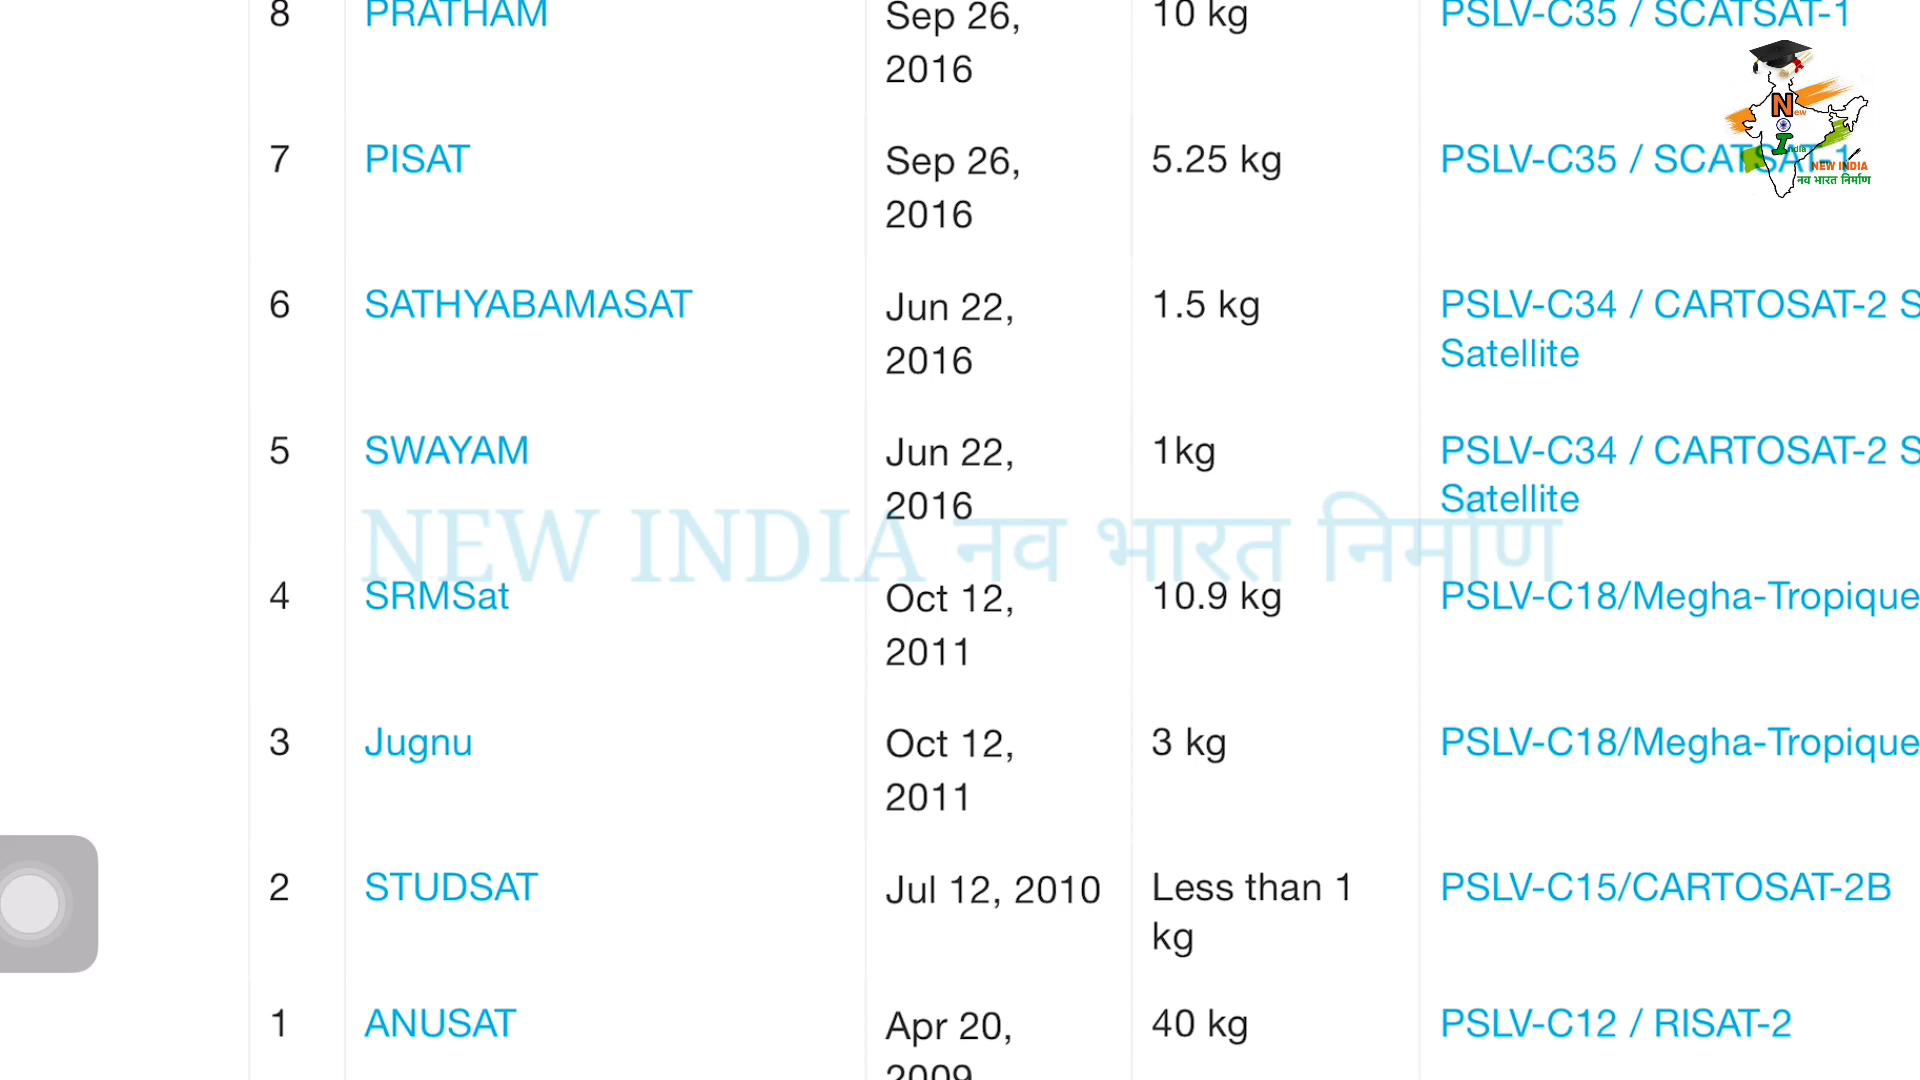 8 PRATHAM Sep 26, 10 kg PSLV-C35 / SCATSAT-1
2016
7 PISAT Sep 26, 5.25 kg PSLV-C35 / SCATSAT-1
2016
6 SATHYABAMASAT Jun 22, 1.5 kg PSLV-C34 / CARTOSAT-2 S
2016 Satellite
5 SWAYAM Jun 22, 1kg PSLV-C34 / CARTOSAT-2 S
2016 Satellite
NEW INDIA नव भारत निर्माण
4 SRMSat Oct 12, 10.9 kg PSLV-C18/Megha-Tropique
2011
3 Jugnu Oct 12, 3 kg PSLV-C18/Megha-Tropique
2011
2 STUDSAT Jul 12, 2010 Less than 1 PSLV-C15/CARTOSAT-2B
kg
1 ANUSAT Apr 20, 40 kg PSLV-C12 / RISAT-2
2009
New
India
NEW INDIA
नव भारत निर्माण